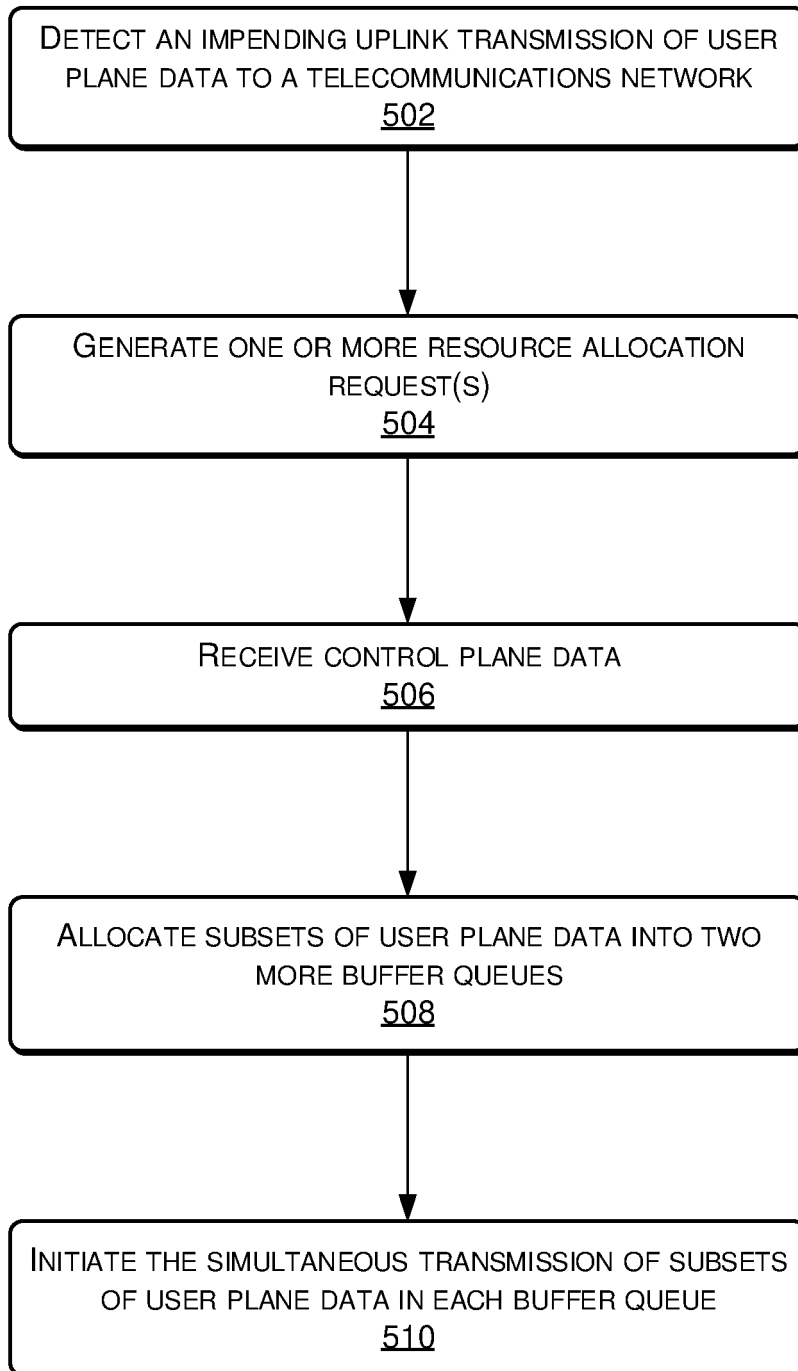 DETECT AN IMPENDING UPLINK TRANSMISSION OF USER
PLANE DATA TO A TELECOMMUNICATIONS NETWORK
502
GENERATE ONE OR MORE RESOURCE ALLOCATION
REQUEST(S)
504
RECEIVE CONTROL PLANE DATA
506
ALLOCATE SUBSETS OF USER PLANE DATA INTO TWO
MORE BUFFER QUEUES
508
INITIATE THE SIMULTANEOUS TRANSMISSION OF SUBSETS
OF USER PLANE DATA IN EACH BUFFER QUEUE
510